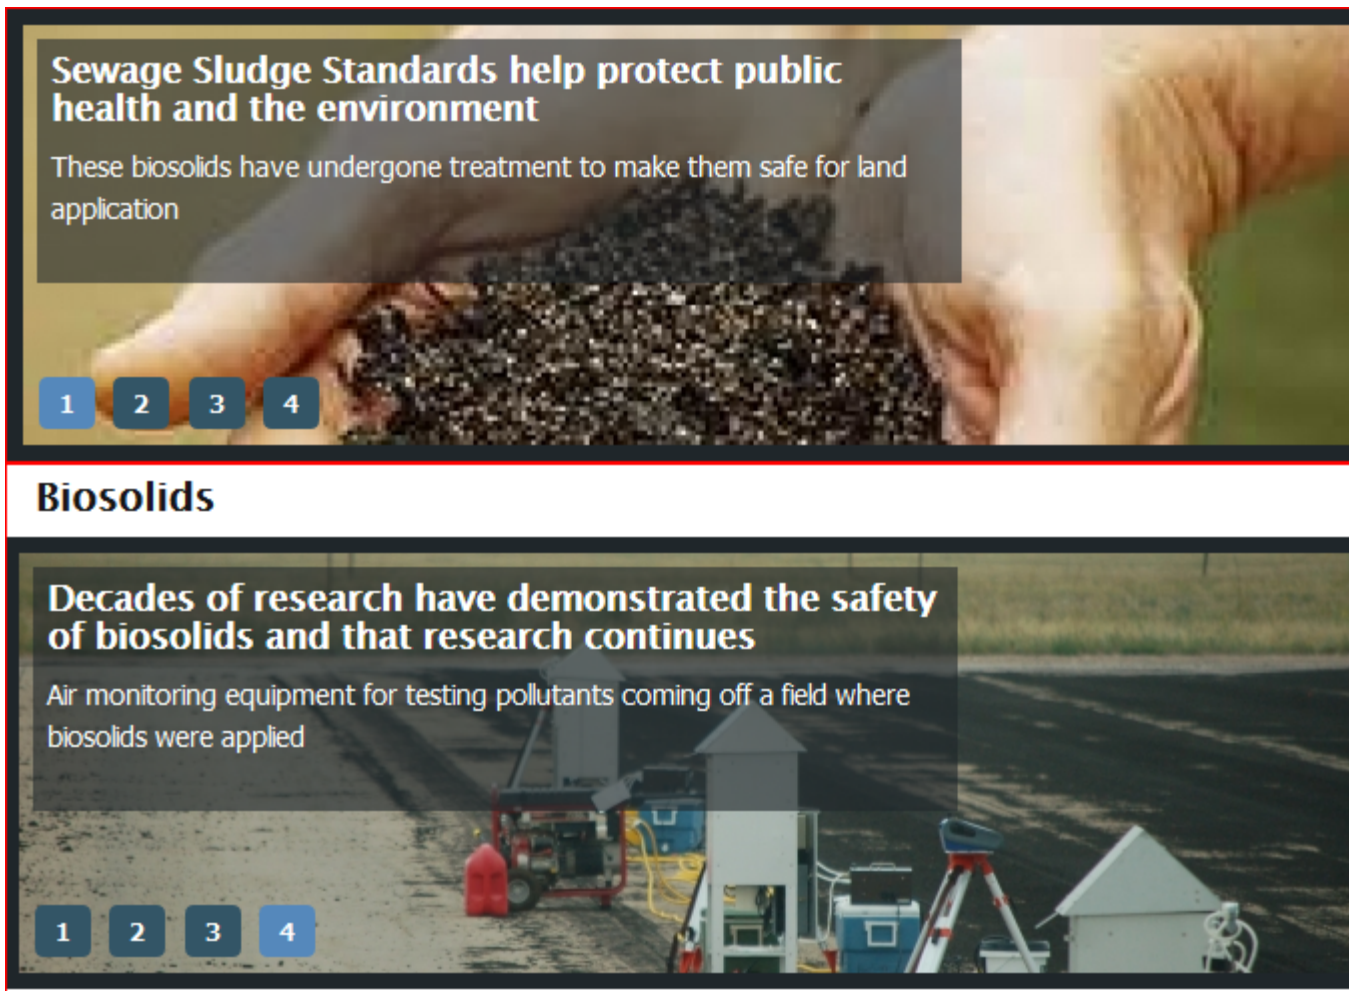 Sewage Sludge Standards help protect public
health and the environment
These biosolids have undergone treatment to make them safe for land
application
1 2 3 4
Biosolids
Decades of research have demonstrated the safety
of biosolids and that research continues
Air monitoring equipment for testing pollutants coming off a field where
biosolids were applied
1 2 3 4